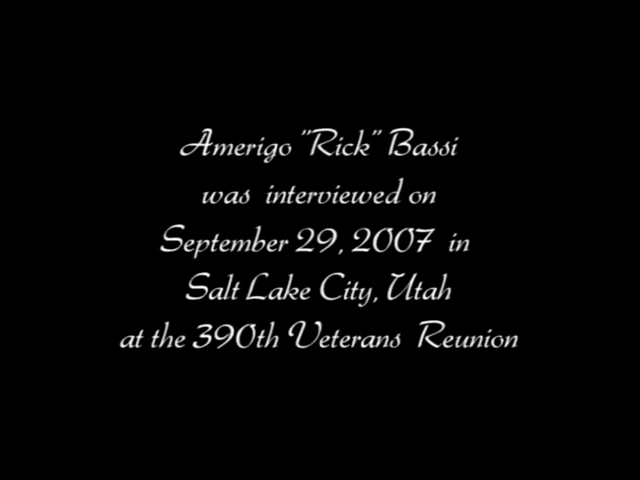 Amerigo "Rick" Bassi
was interviewed on
September 29, 2007 in
Salt Lake City, Utah
at the 390th Veterans Reunion